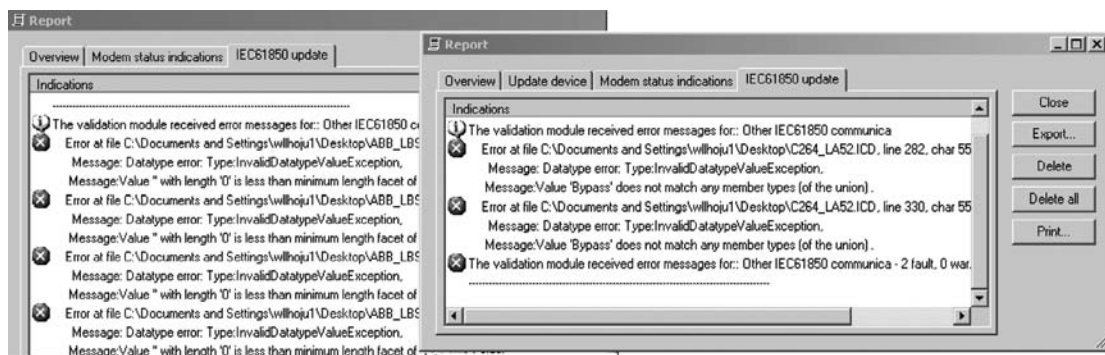 Report
Overview Modem status indications IEC61850 update
Indications
The validation module received error messages for:: Other IEC61850 c
Error at file C:\Documents and Settings\wllhoju1\Desktop\ABB_LBS
Message: Datatype error: Type:InvalidDatatypeValueException,
Message:Value '' with length '0' is less than minimum length facet of
Error at file C:\Documents and Settings\wllhoju1\Desktop\ABB_LBS
Message: Datatype error: Type:InvalidDatatypeValueException,
Message:Value '' with length '0' is less than minimum length facet of
Error at file C:\Documents and Settings\wllhoju1\Desktop\ABB_LBS
Message: Datatype error: Type:InvalidDatatypeValueException,
Message:Value '' with length '0' is less than minimum length facet of
Error at file C:\Documents and Settings\wllhoju1\Desktop\ABB_LBS
Message: Datatype error: Type:InvalidDatatypeValueException,
Message:Value '' with length '0' is less than minimum length facet of
Report
Overview Update device Modem status indications IEC61850 update
Indications
The validation module received error messages for:: Other IEC61850 communica
Error at file C:\Documents and Settings\wllhoju1\Desktop\C264_LA52.ICD, line 282, char 55
Message: Datatype error: Type:InvalidDatatypeValueException,
Message:Value 'Bypass' does not match any member types (of the union) .
Error at file C:\Documents and Settings\wllhoju1\Desktop\C264_LA52.ICD, line 330, char 55
Message: Datatype error: Type:InvalidDatatypeValueException,
Message:Value 'Bypass' does not match any member types (of the union) .
The validation module received error messages for:: Other IEC61850 communica - 2 fault, 0 war.
Close
Export...
Delete
Delete all
Print...